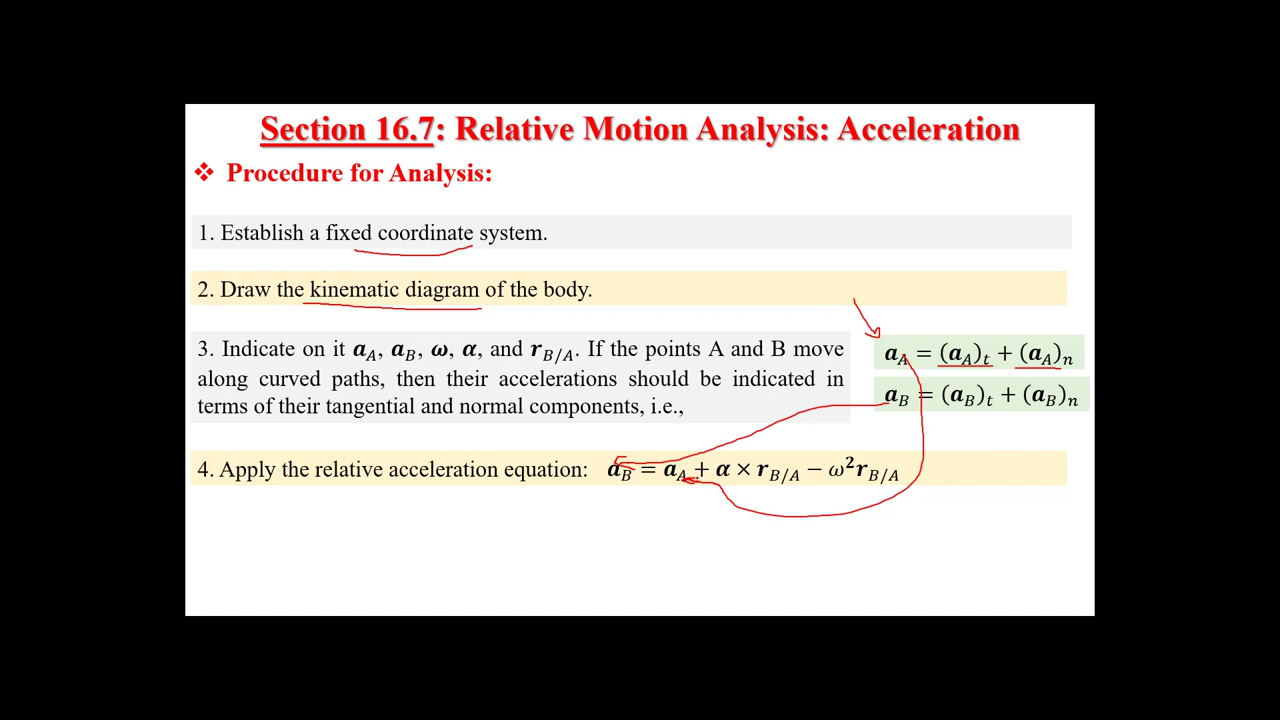 Section 16.7: Relative Motion Analysis: Acceleration
❖ Procedure for Analysis:
1. Establish a fixed coordinate system.
2. Draw the kinematic diagram of the body.
3. Indicate on it 𝒂_A, 𝒂_B, 𝝎, 𝜶, and 𝒓_{B/A}. If the points A and B move
along curved paths, then their accelerations should be indicated in
terms of their tangential and normal components, i.e.,
𝒂_A = (𝒂_A)_t + (𝒂_A)_n
𝒂_B = (𝒂_B)_t + (𝒂_B)_n
4. Apply the relative acceleration equation: 𝒂_B = 𝒂_A + 𝜶 × 𝒓_{B/A} − ω²𝒓_{B/A}